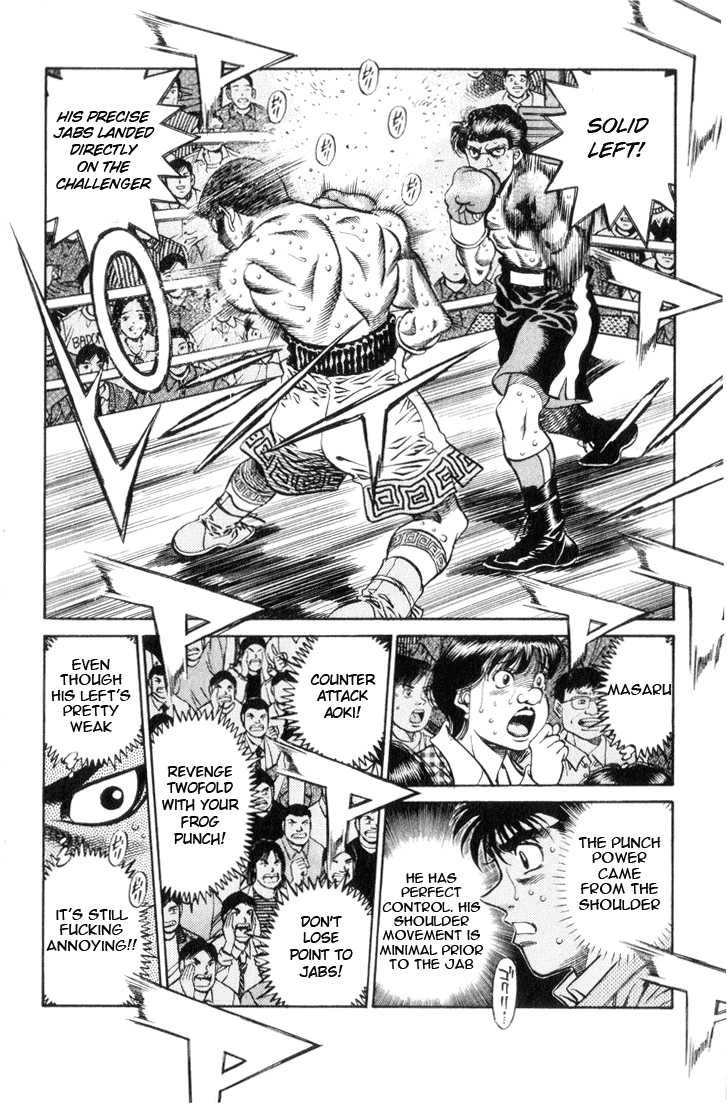 SOLID
LEFT!
HIS PRECISE
JABS LANDED
DIRECTLY
ON THE
CHALLENGER
MASARU
THE PUNCH
POWER
CAME
FROM THE
SHOULDER
HE HAS
PERFECT
CONTROL. HIS
SHOULDER
MOVEMENT IS
MINIMAL PRIOR
TO THE JAB
COUNTER
ATTACK
AOKI!
REVENGE
TWOFOLD
WITH YOUR
FROG
PUNCH!
DON'T
LOSE
POINT TO
JABS!
EVEN
THOUGH
HIS LEFT'S
PRETTY
WEAK
IT'S STILL
FUCKING
ANNOYING!!